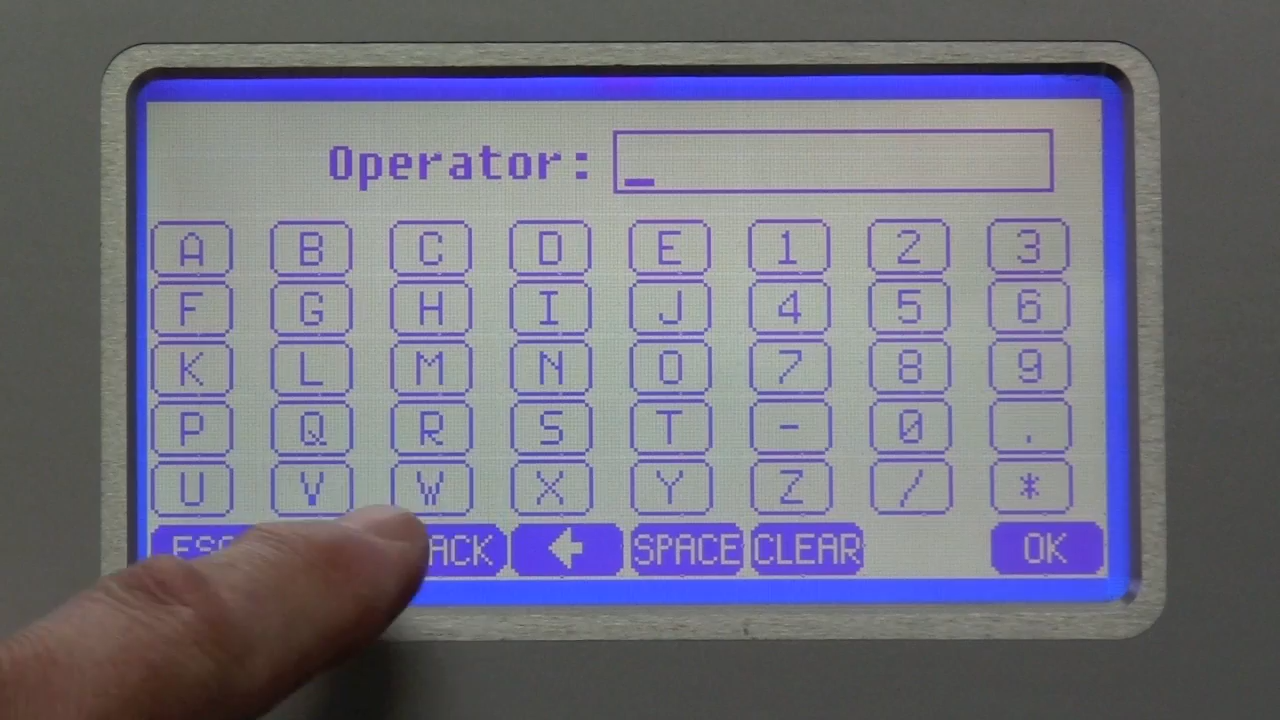 Operator: _
A B C D E 1 2 3
F G H I J 4 5 6
K L M N O 7 8 9
P Q R S T - 0 .
U V W X Y Z / *
SPACE CLEAR OK